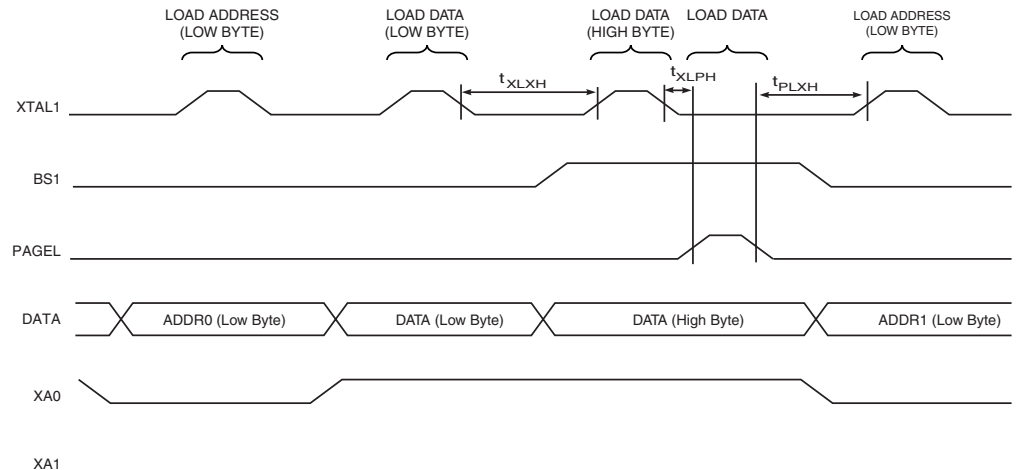 LOAD ADDRESS
(LOW BYTE)
LOAD DATA
(LOW BYTE)
LOAD DATA
(HIGH BYTE)
LOAD DATA
LOAD ADDRESS
(LOW BYTE)
XTAL1
tXLXH
tXLPH
tPLXH
BS1
PAGEL
DATA
ADDR0 (Low Byte)
DATA (Low Byte)
DATA (High Byte)
ADDR1 (Low Byte)
XA0
XA1